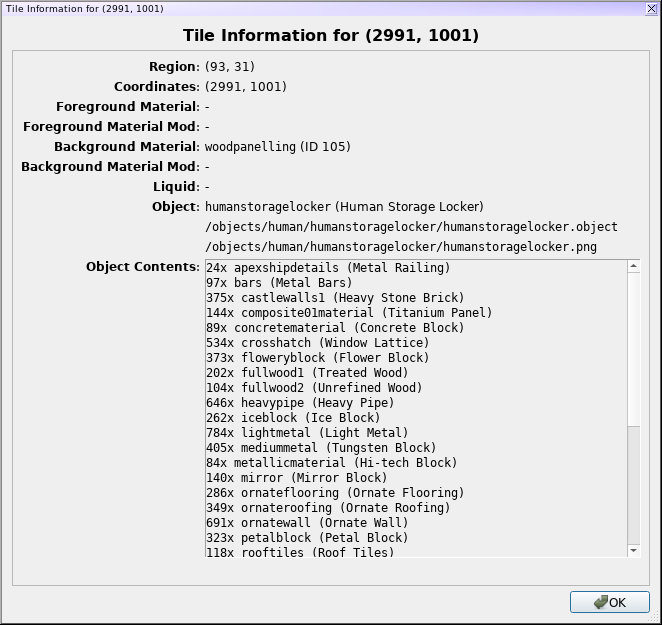 Tile Information for (2991, 1001)
Tile Information for (2991, 1001)
Region: (93, 31)
Coordinates: (2991, 1001)
Foreground Material: -
Foreground Material Mod: -
Background Material: woodpanelling (ID 105)
Background Material Mod: -
Liquid: -
Object: humanstoragelocker (Human Storage Locker)
/objects/human/humanstoragelocker/humanstoragelocker.object
/objects/human/humanstoragelocker/humanstoragelocker.png
Object Contents: 24x apexshipdetails (Metal Railing)
97x bars (Metal Bars)
375x castlewalls1 (Heavy Stone Brick)
144x composite01material (Titanium Panel)
89x concretematerial (Concrete Block)
534x crosshatch (Window Lattice)
373x floweryblock (Flower Block)
202x fullwood1 (Treated Wood)
104x fullwood2 (Unrefined Wood)
646x heavypipe (Heavy Pipe)
262x iceblock (Ice Block)
784x lightmetal (Light Metal)
405x mediummetal (Tungsten Block)
84x metallicmaterial (Hi-tech Block)
140x mirror (Mirror Block)
286x ornateflooring (Ornate Flooring)
349x ornateroofing (Ornate Roofing)
691x ornatewall (Ornate Wall)
323x petalblock (Petal Block)
118x rooftiles (Roof Tiles)
OK